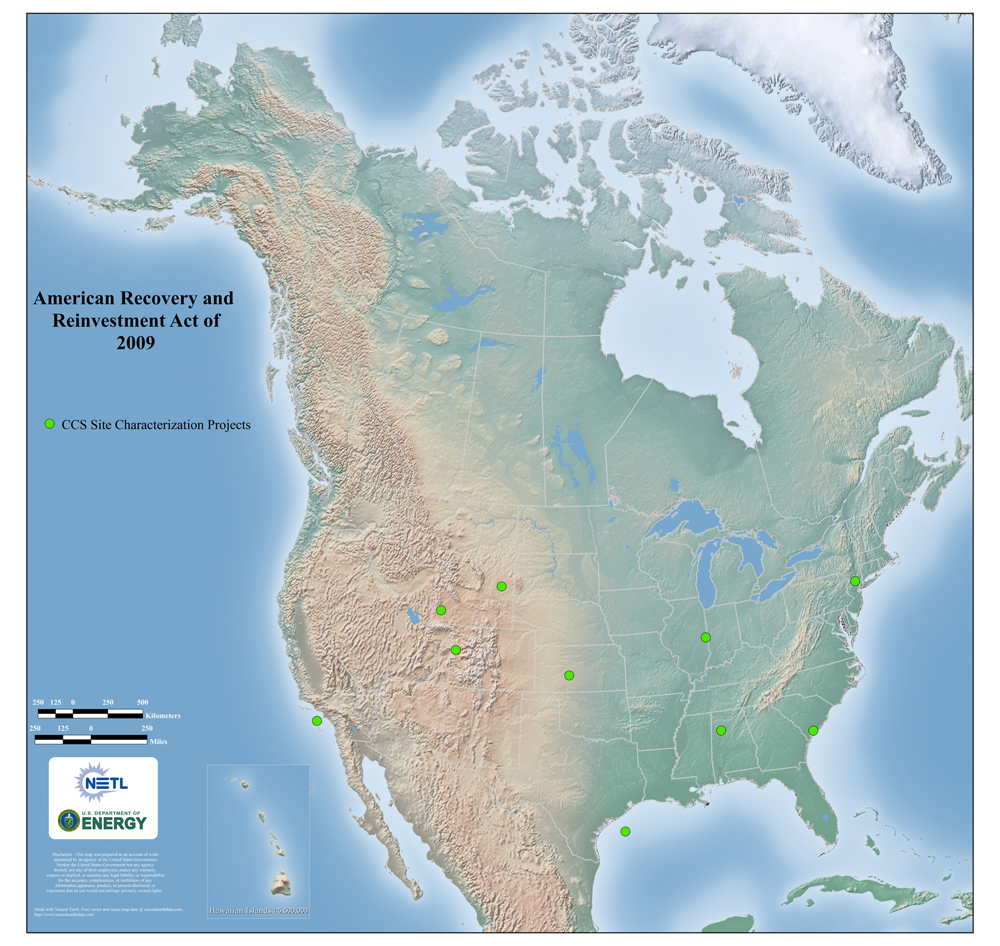 American Recovery and
Reinvestment Act of
2009
CCS Site Characterization Projects
250 125 0 250 500
Kilometers
250 125 0 250
Miles
NETL
U.S. DEPARTMENT OF
ENERGY
Disclaimer : This map was prepared as an account of work
sponsored by an agency of the United States Government.
Neither the United States Government nor any agency
thereof, nor any of their employees, makes any warranty,
express or implied, or assumes any legal liability or responsibility
for the accuracy, completeness, or usefulness of any
information apparatus, product, or process disclosed, or
represents that its use would not infringe privately owned rights.
Made with Natural Earth. Free vector and raster map data @ naturalearthdata.com.
http://www.naturalearthdata.com/
Hawaiian Islands 1:5,500,000